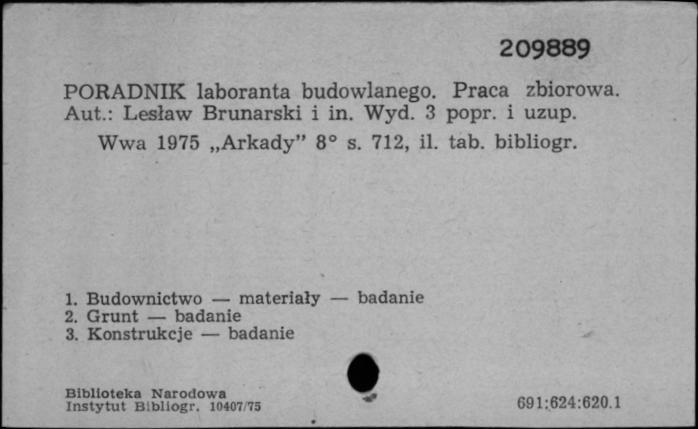 209889
PORADNIK laboranta budowlanego. Praca zbiorowa.
Aut.: Lesław Brunarski i in. Wyd. 3 popr. i uzup.
Wwa 1975 „Arkady” 8° s. 712, il. tab. bibliogr.
1. Budownictwo — materiały — badanie
2. Grunt — badanie
3. Konstrukcje — badanie
Biblioteka Narodowa
Instytut Bibliogr. 10407/75
691:624:620.1